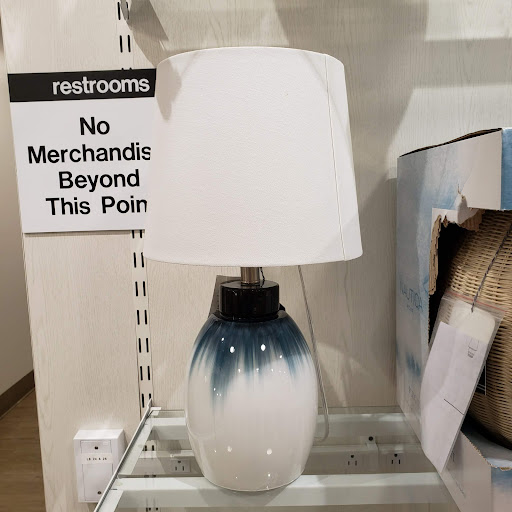 restrooms
No
Merchandis
Beyond
This Poin